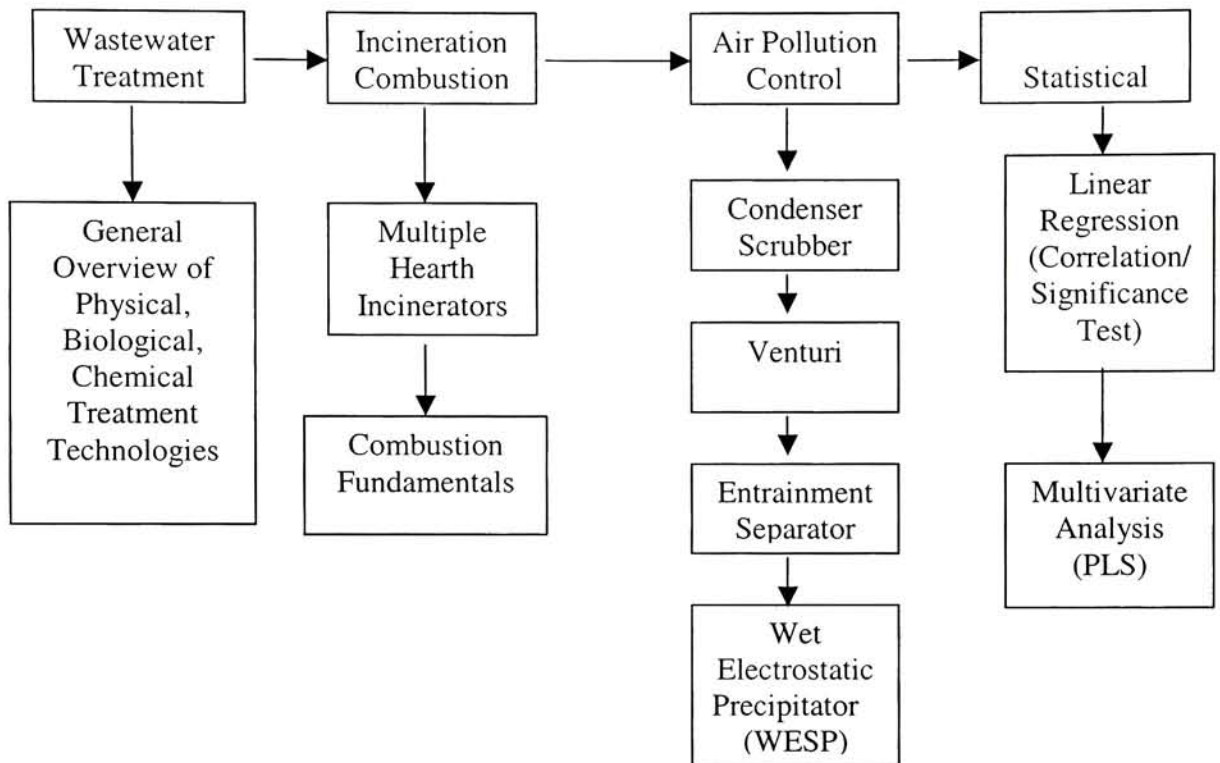 Wastewater
Treatment
Incineration
Combustion
Air Pollution
Control
Statistical
General
Overview of
Physical,
Biological,
Chemical
Treatment
Technologies
Multiple
Hearth
Incinerators
Combustion
Fundamentals
Condenser
Scrubber
Venturi
Entrainment
Separator
Wet
Electrostatic
Precipitator
(WESP)
Linear
Regression
(Correlation/
Significance
Test)
Multivariate
Analysis
(PLS)